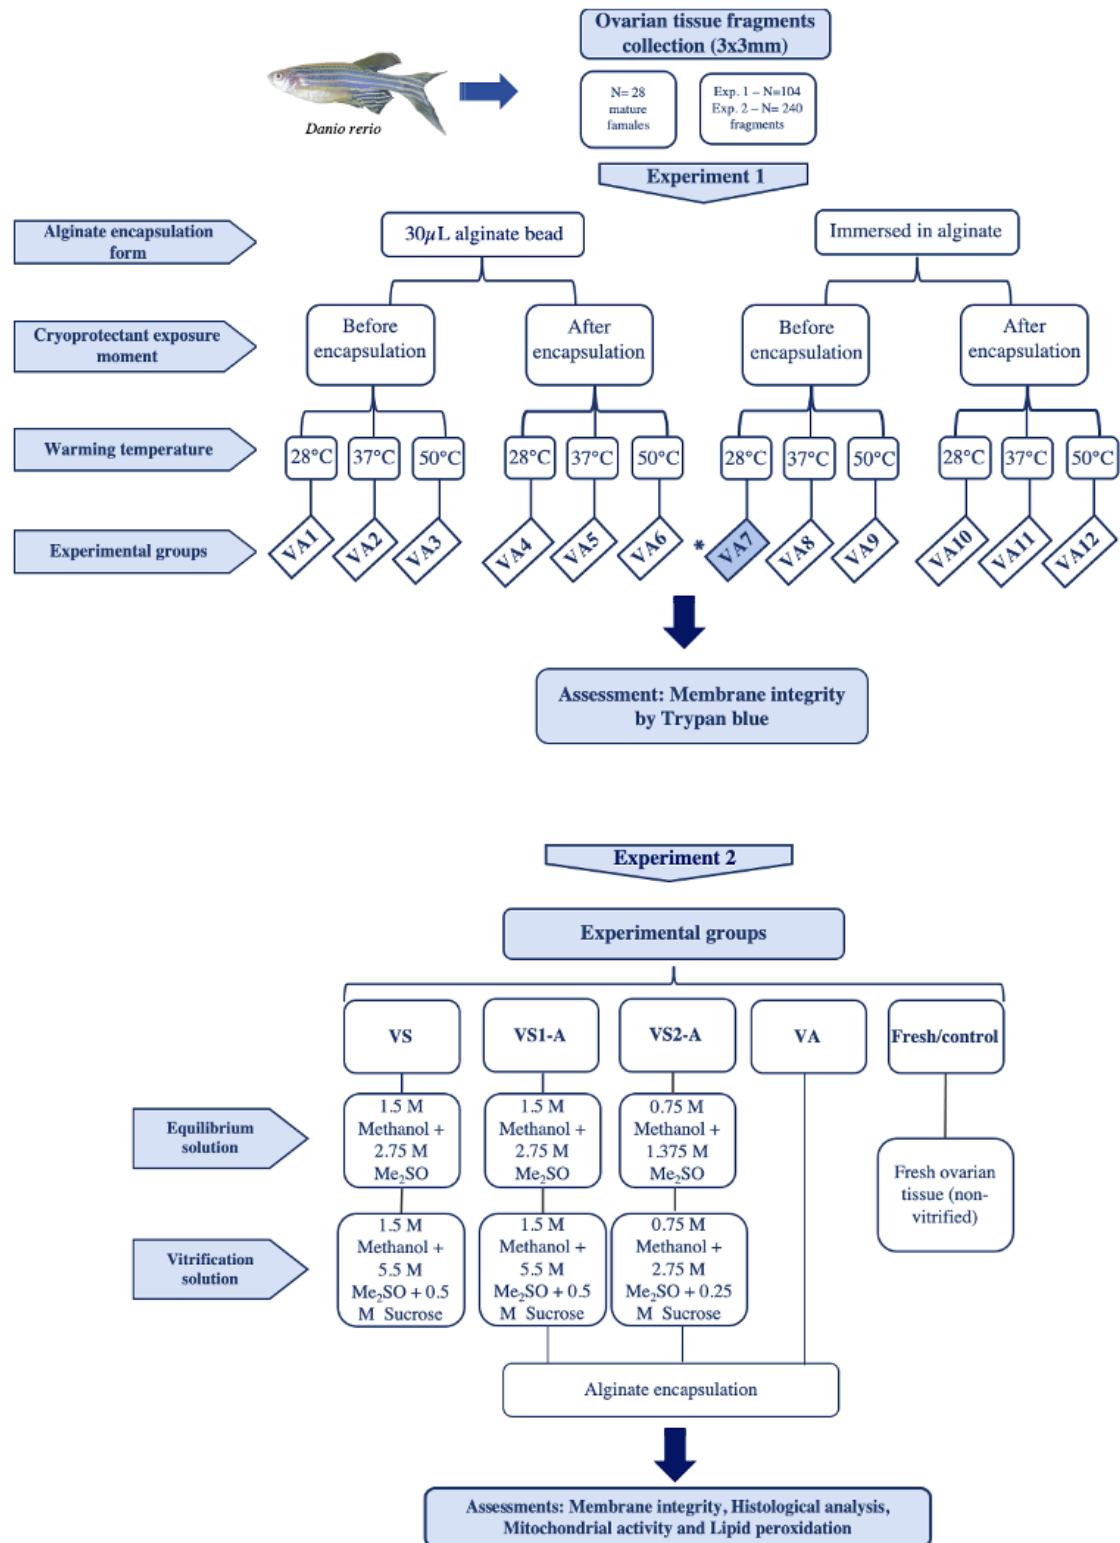 Ovarian tissue fragments
collection (3x3mm)
N= 28
mature
famales
Exp. 1 – N=104
Exp. 2 – N= 240
fragments
Danio rerio
Experiment 1
Alginate encapsulation
form
30µL alginate bead
Immersed in alginate
Cryoprotectant exposure
moment
Before
encapsulation
After
encapsulation
Before
encapsulation
After
encapsulation
Warming temperature
28°C
37°C
50°C
28°C
37°C
50°C
28°C
37°C
50°C
28°C
37°C
50°C
Experimental groups
VA1
VA2
VA3
VA4
VA5
VA6
*
VA7
VA8
VA9
VA10
VA11
VA12
Assessment: Membrane integrity
by Trypan blue
Experiment 2
Experimental groups
VS
VS1-A
VS2-A
VA
Fresh/control
Equilibrium
solution
1.5 M
Methanol +
2.75 M
Me₂SO
1.5 M
Methanol +
2.75 M
Me₂SO
0.75 M
Methanol +
1.375 M
Me₂SO
Fresh ovarian
tissue (non-
vitrified)
Vitrification
solution
1.5 M
Methanol +
5.5 M
Me₂SO + 0.5
M Sucrose
1.5 M
Methanol +
5.5 M
Me₂SO + 0.5
M Sucrose
0.75 M
Methanol +
2.75 M
Me₂SO + 0.25
M Sucrose
Alginate encapsulation
Assessments: Membrane integrity, Histological analysis,
Mitochondrial activity and Lipid peroxidation